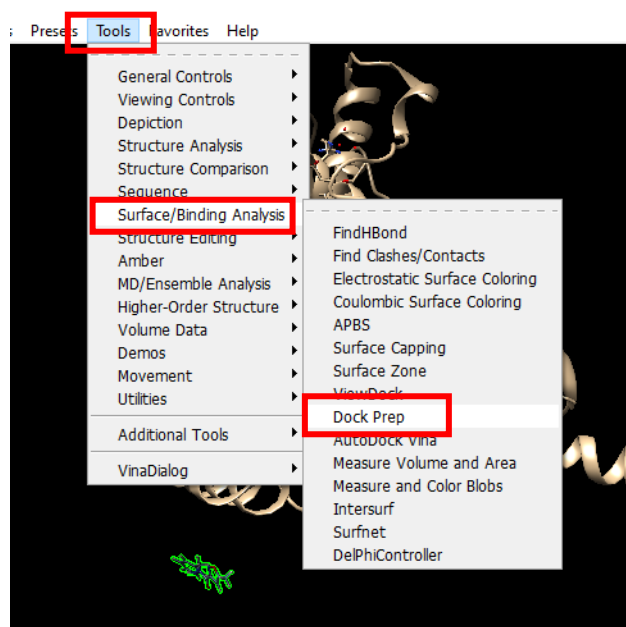 Presets Tools Favorites Help
General Controls
Viewing Controls
Depiction
Structure Analysis
Structure Comparison
Sequence
Surface/Binding Analysis
Structure Editing
Amber
MD/Ensemble Analysis
Higher-Order Structure
Volume Data
Demos
Movement
Utilities
Additional Tools
VinaDialog
FindHBond
Find Clashes/Contacts
Electrostatic Surface Coloring
Coulombic Surface Coloring
APBS
Surface Capping
Surface Zone
ViewDock
Dock Prep
AutoDock Vina
Measure Volume and Area
Measure and Color Blobs
Intersurf
Surfnet
DelPhiController